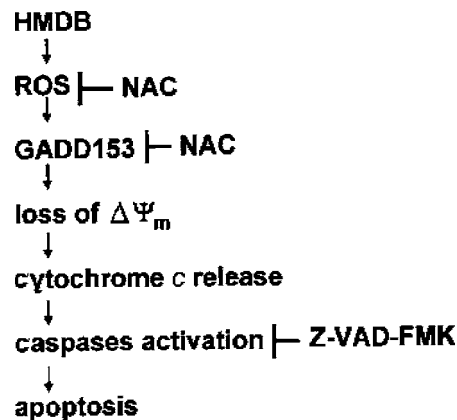 HMDB
ROS NAC
GADD153 NAC
loss of ΔΨm
cytochrome c release
caspases activation Z-VAD-FMK
apoptosis